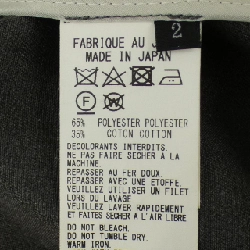 2
FABRIQUE AU
MADE IN JAPAN
F
65% POLYESTER POLYESTER
35% COTON COTTON
DECOLORANTS INTERDITS.
NE PAS FAIRE SECHER A LA
MACHINE.
REPASSER AU FER DOUX.
REPASSER AVEC UNE ETOFFE.
VEUILLEZ UTILISER UN FILET
LORS DU LAVAGE
VEUILLEZ LAVER RAPIDEMENT
ET FAITES SECHER A L'OMBRE.
DO NOT BLEACH.
DO NOT TUMBLE DRY.
WARM IRON.